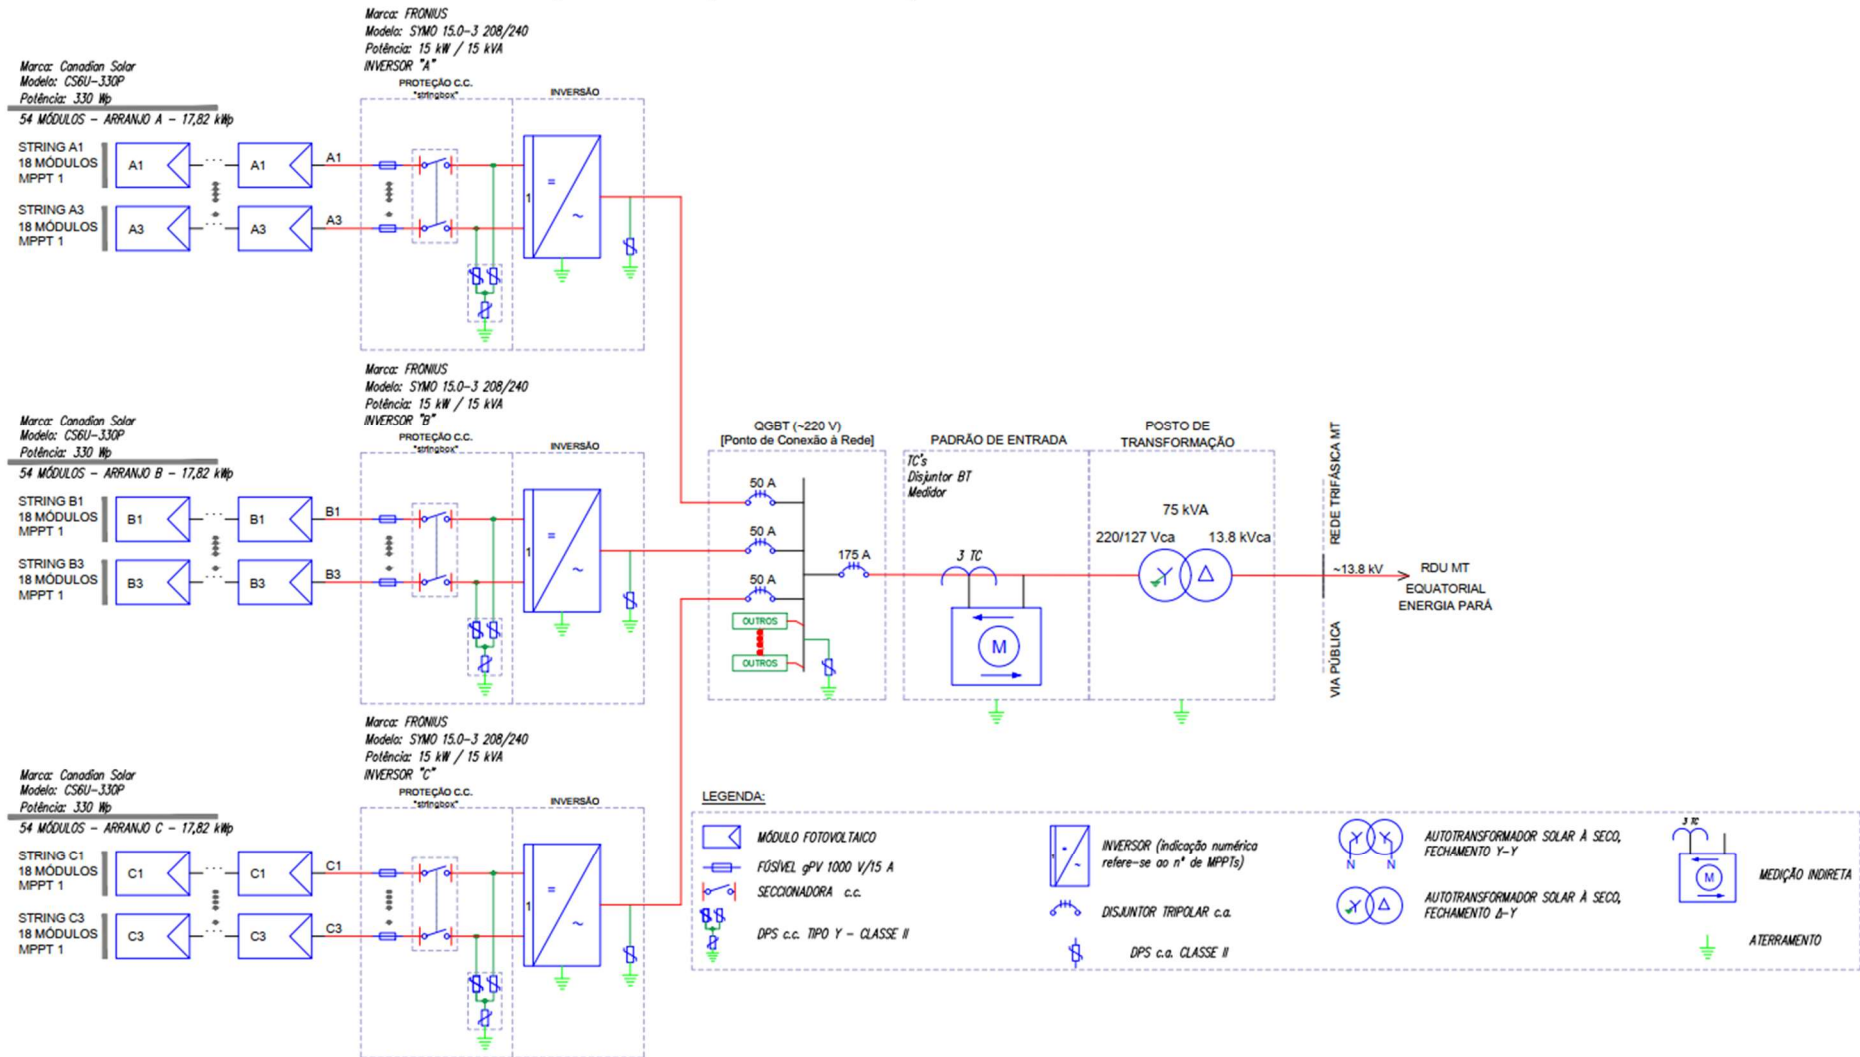 Marca: FRONIUS
Modelo: SYMO 15.0-3 208/240
Potência: 15 kW / 15 kVA
INVERSOR "A"
Marca: Canadian Solar
Modelo: CS6U-330P
Potência: 330 Wp
54 MÓDULOS - ARRANJO A - 17,82 kWp
PROTEÇÃO C.C.
"stringbox"
INVERSÃO
STRING A1
18 MÓDULOS
MPPT 1
A1
...
A1
A1
STRING A3
18 MÓDULOS
MPPT 1
A3
...
A3
A3
1
=
~
Marca: FRONIUS
Modelo: SYMO 15.0-3 208/240
Potência: 15 kW / 15 kVA
INVERSOR "B"
Marca: Canadian Solar
Modelo: CS6U-330P
Potência: 330 Wp
54 MÓDULOS - ARRANJO B - 17,82 kWp
PROTEÇÃO C.C.
"stringbox"
INVERSÃO
STRING B1
18 MÓDULOS
MPPT 1
B1
...
B1
B1
STRING B3
18 MÓDULOS
MPPT 1
B3
...
B3
B3
1
=
~
QGBT (~220 V)
[Ponto de Conexão à Rede]
50 A
50 A
50 A
175 A
OUTROS
OUTROS
PADRÃO DE ENTRADA
TC's
Disjuntor BT
Medidor
3 TC
M
POSTO DE
TRANSFORMAÇÃO
75 kVA
220/127 Vca
13.8 kVca
Y
Δ
REDE TRIFÁSICA MT
VIA PÚBLICA
~13.8 kV
RDU MT
EQUATORIAL
ENERGIA PARÁ
Marca: FRONIUS
Modelo: SYMO 15.0-3 208/240
Potência: 15 kW / 15 kVA
INVERSOR "C"
Marca: Canadian Solar
Modelo: CS6U-330P
Potência: 330 Wp
54 MÓDULOS - ARRANJO C - 17,82 kWp
PROTEÇÃO C.C.
"stringbox"
INVERSÃO
STRING C1
18 MÓDULOS
MPPT 1
C1
...
C1
C1
STRING C3
18 MÓDULOS
MPPT 1
C3
...
C3
C3
1
=
~
LEGENDA:
MÓDULO FOTOVOLTAICO
FÚSÍVEL gPV 1000 V/15 A
SECCIONADORA c.c.
DPS c.c. TIPO Y - CLASSE II
1
=
~
INVERSOR (indicação numérica
refere-se ao n° de MPPTs)
DISJUNTOR TRIPOLAR c.a.
DPS c.a. CLASSE II
Y
Y
N
N
AUTOTRANSFORMADOR SOLAR À SECO,
FECHAMENTO Y-Y
Y
Δ
AUTOTRANSFORMADOR SOLAR À SECO,
FECHAMENTO Δ-Y
3 TC
M
MEDIÇÃO INDIRETA
ATERRAMENTO